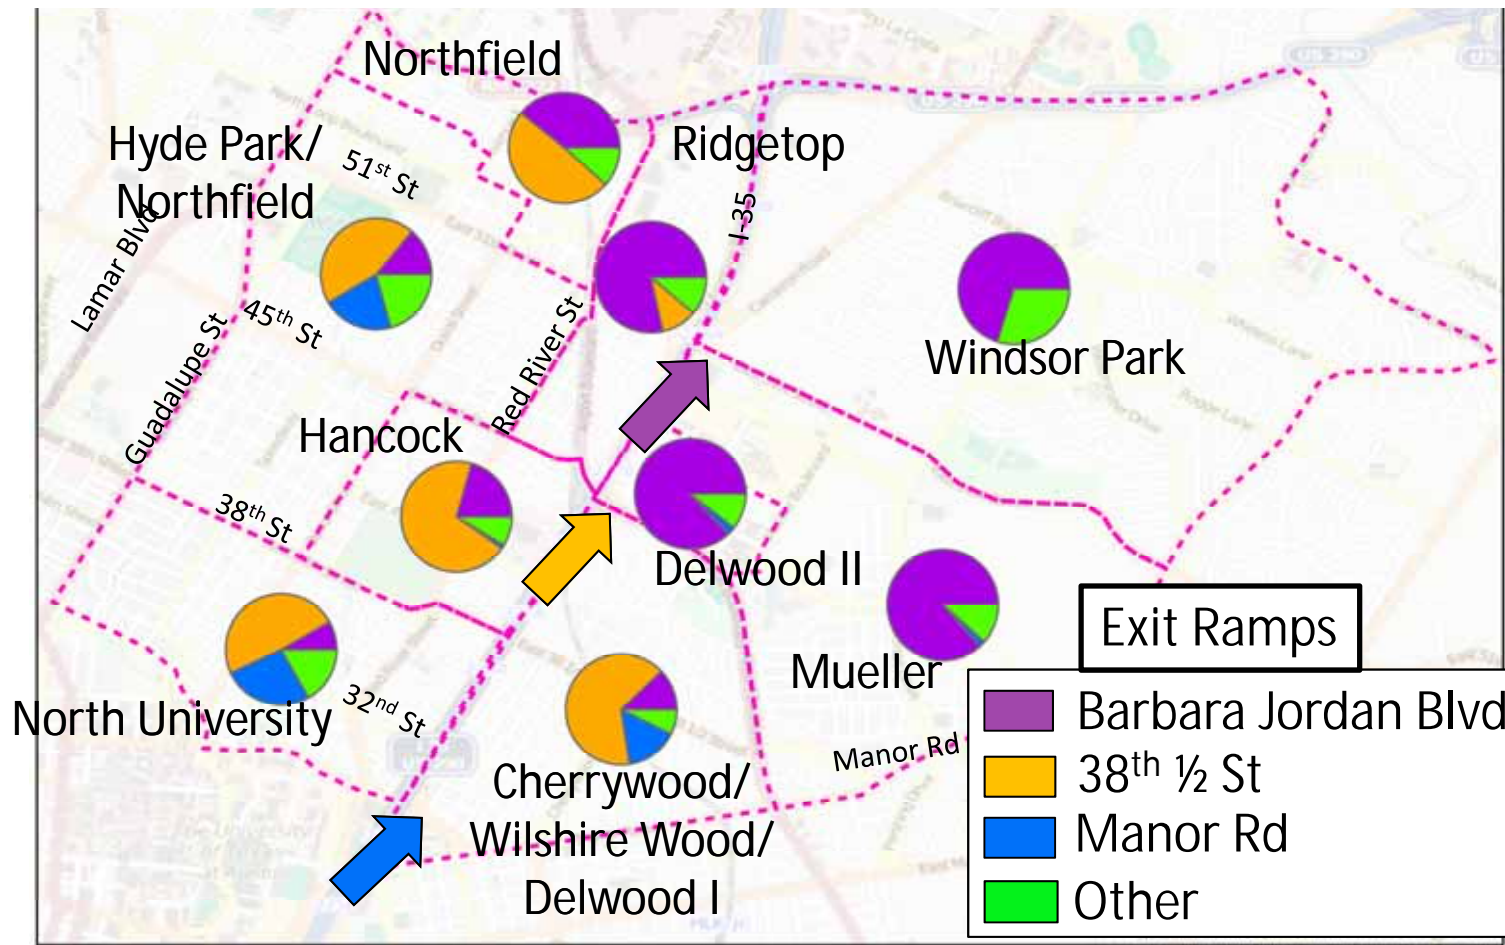 Northfield
Hyde Park/
Northfield
51st St
Ridgetop
I-35
Lamar Blvd
45th St
Guadalupe St
Red River St
Windsor Park
Hancock
38th St
Delwood II
Mueller
North University
32nd St
Cherrywood/
Wilshire Wood/
Delwood I
Manor Rd
Exit Ramps
Barbara Jordan Blvd
38th ½ St
Manor Rd
Other